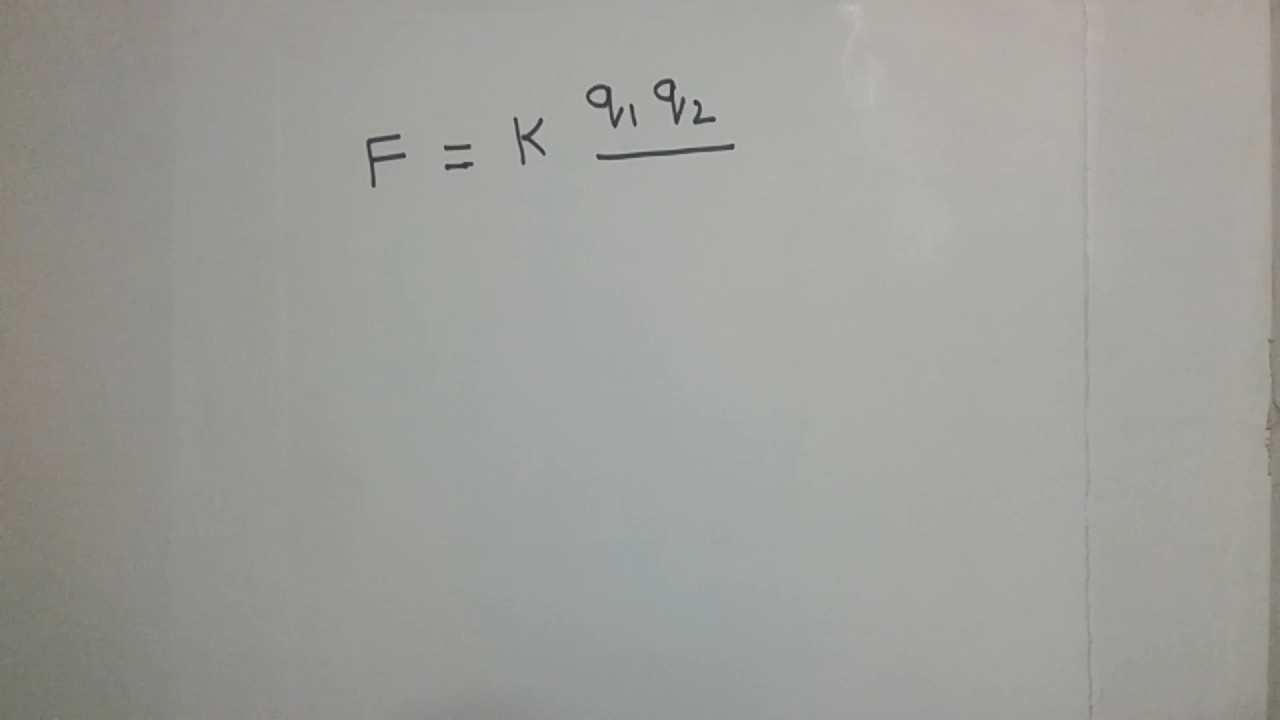 F = K q₁ q₂